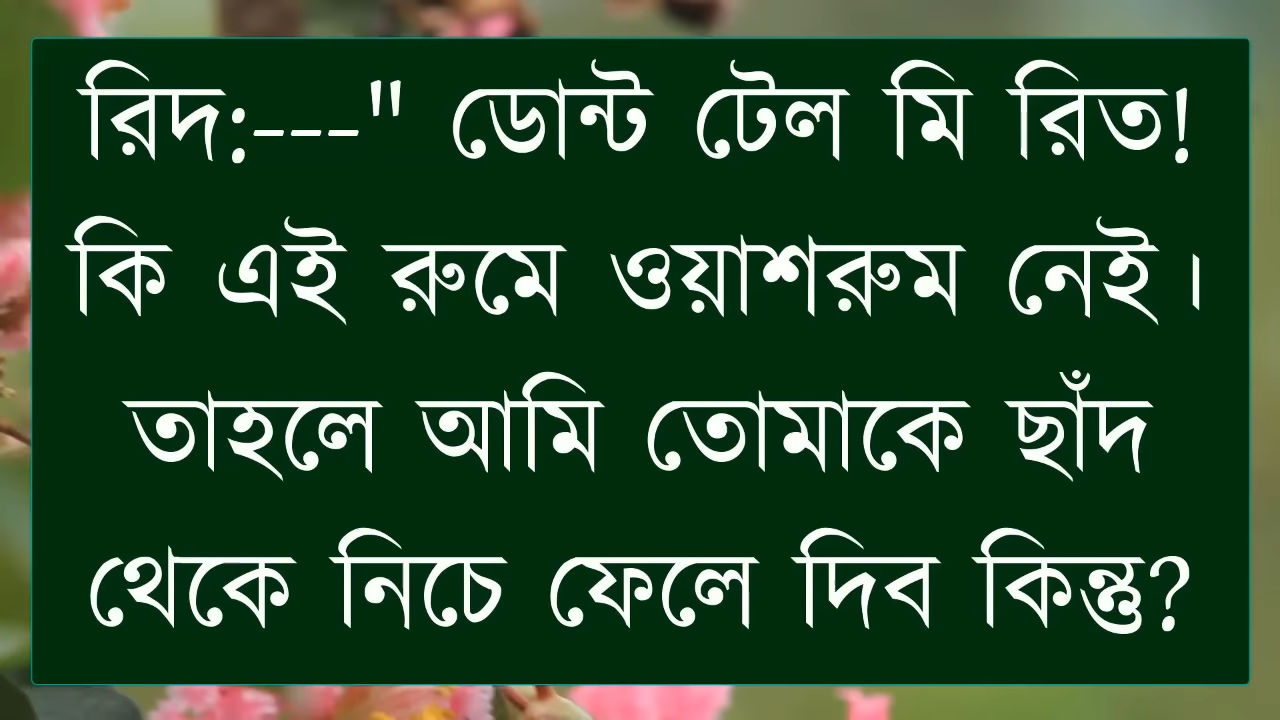 রিদ:---" ডোন্ট টেল মি রিত!
কি এই রুমে ওয়াশরুম নেই।
তাহলে আমি তোমাকে ছাঁদ
থেকে নিচে ফেলে দিব কিন্তু?